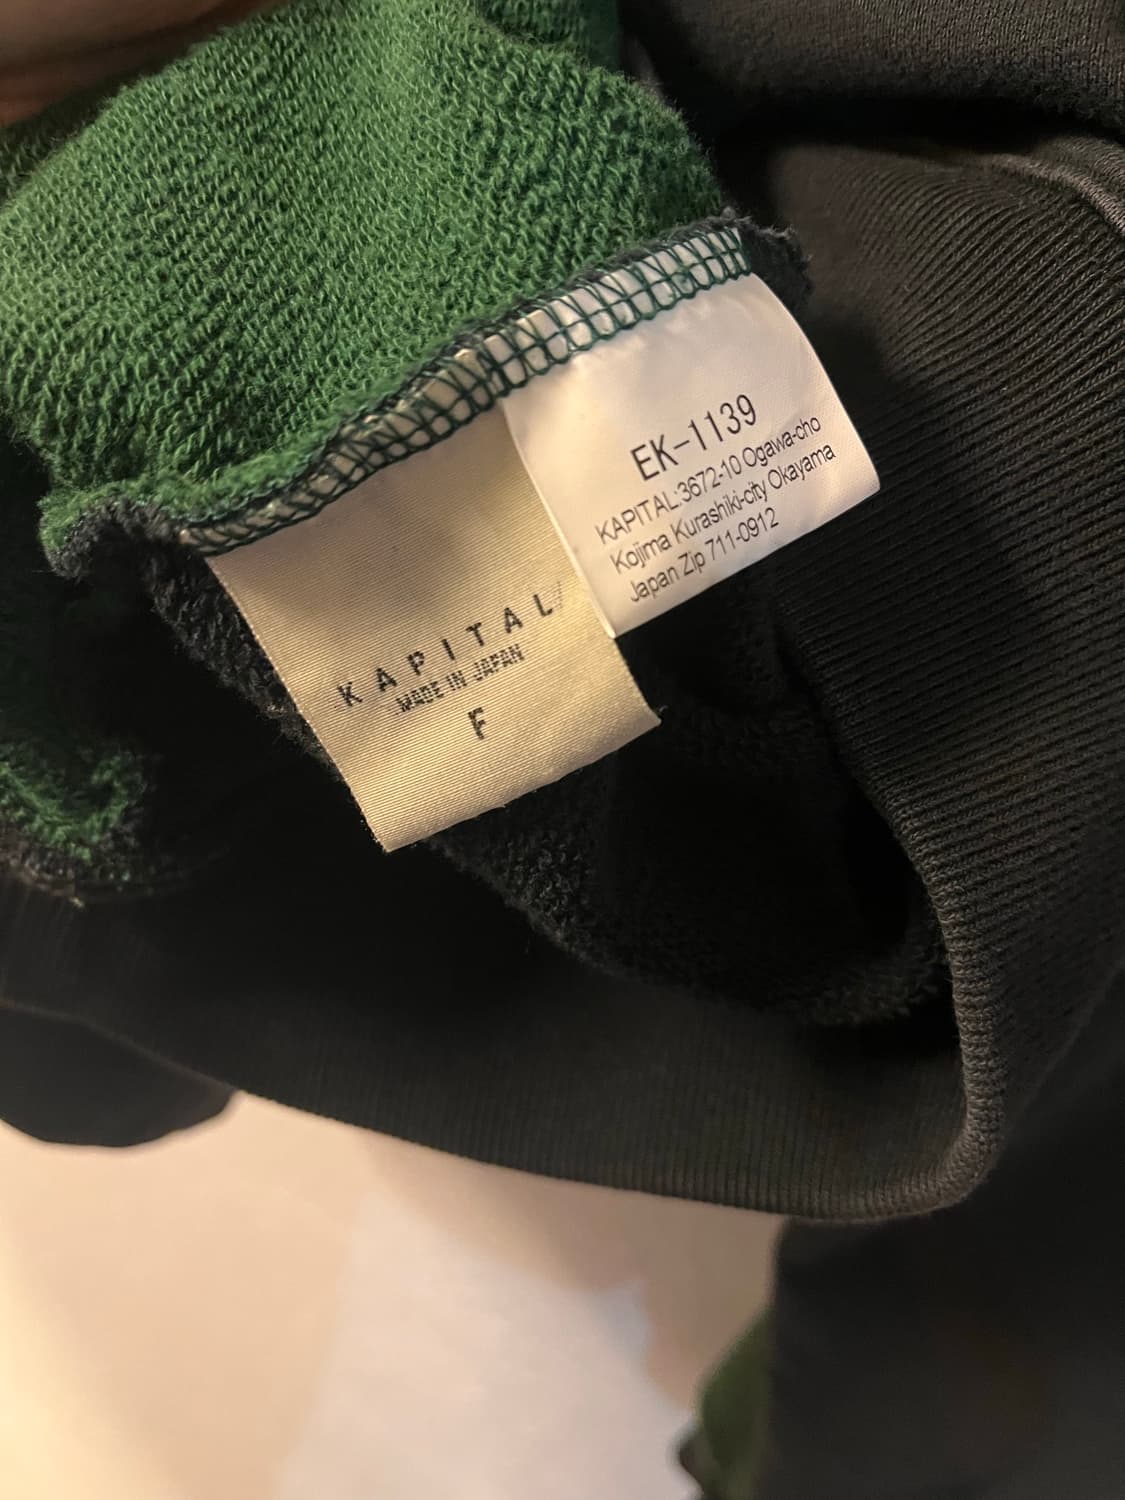 EK-1139
KAPITAL:3672-10 Ogawa-cho
Kojima Kurashiki-city Okayama
Japan Zip 711-0912
KAPITAL
MADE IN JAPAN
F